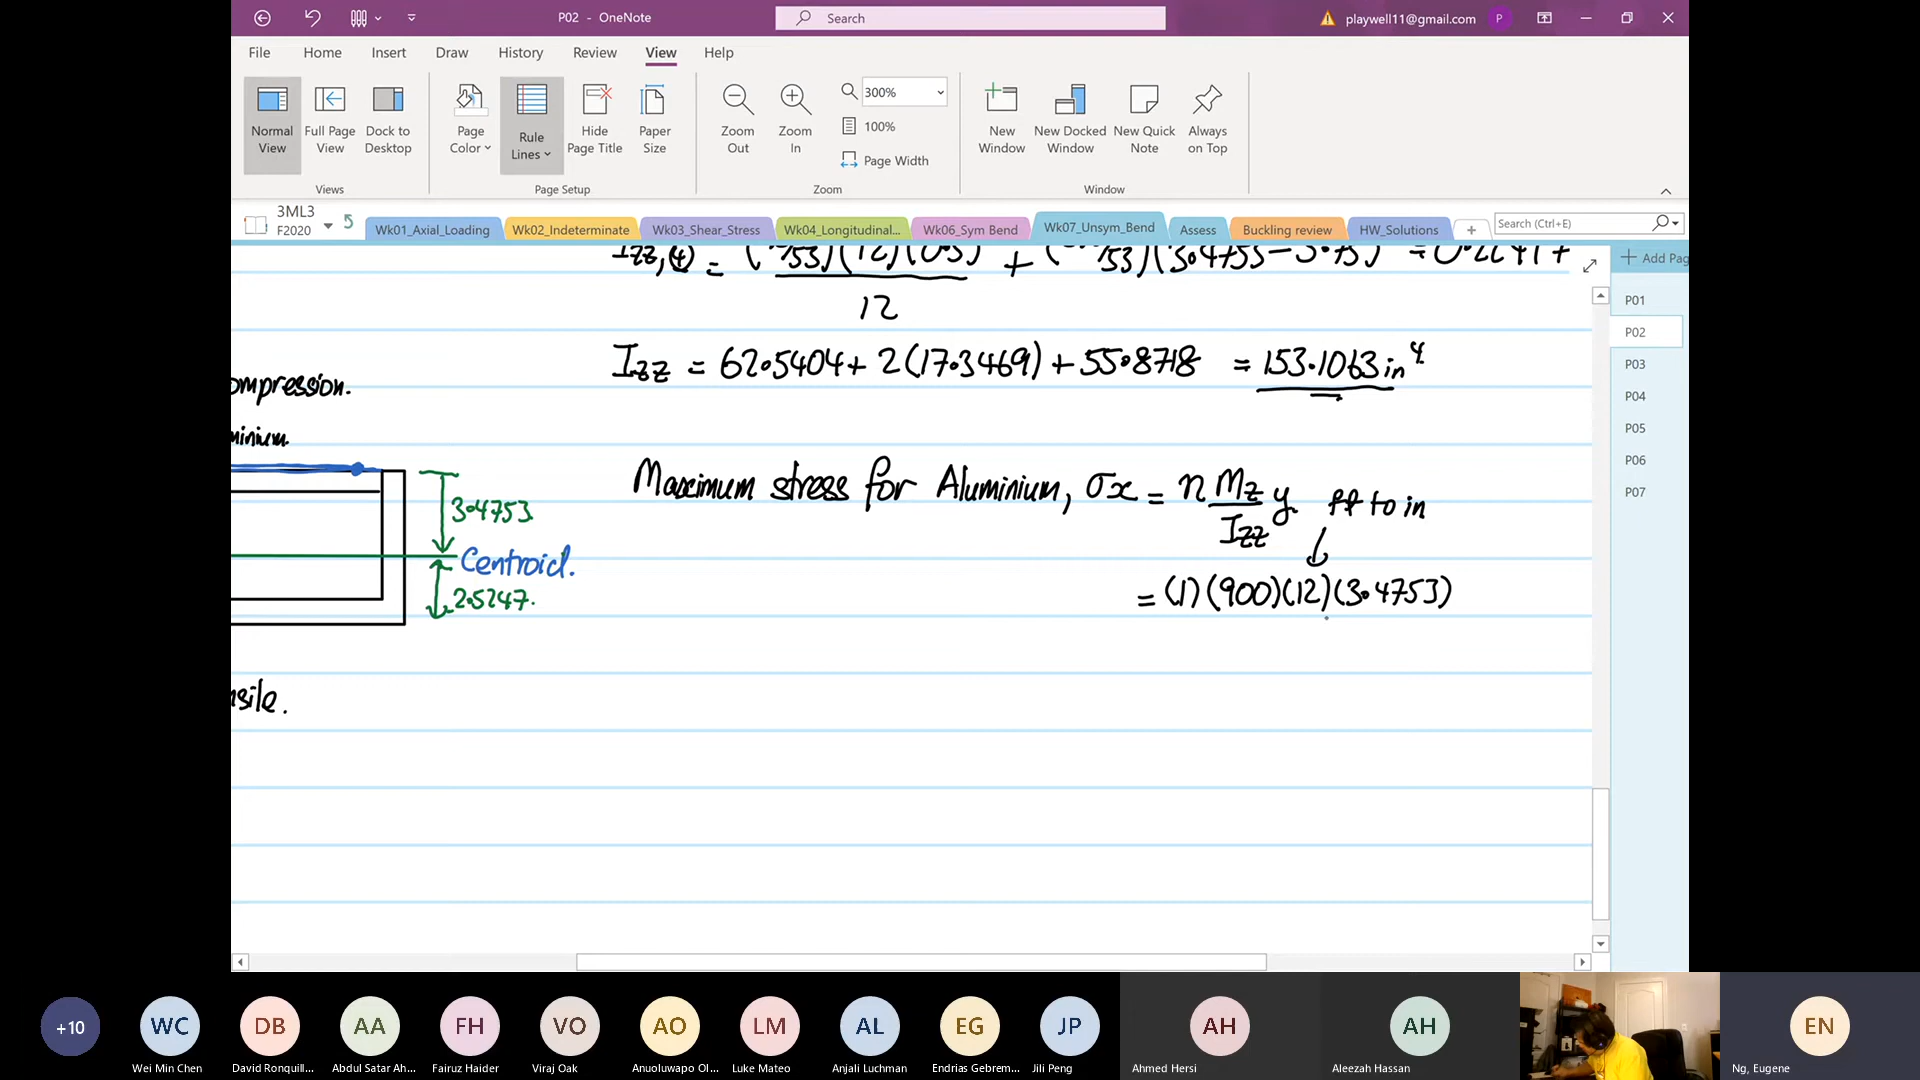 P02 - OneNote
Search
playwell11@gmail.com
P
File Home Insert Draw History Review View Help
Normal View
Full Page View
Dock to Desktop
Page Color
Rule Lines
Hide Page Title
Paper Size
Zoom Out
Zoom In
300%
100%
Page Width
New Window
New Docked Window
New Quick Note
Always on Top
Views
Page Setup
Zoom
Window
3ML3
F2020
Wk01_Axial_Loading
Wk02_Indeterminate
Wk03_Shear_Stress
Wk04_Longitudinal...
Wk06_Sym Bend
Wk07_Unsym_Bend
Assess
Buckling review
HW_Solutions
+
Search (Ctrl+E)
Add Pag
P01
P02
P03
P04
P05
P06
P07
12
Izz = 62.5404 + 2(17.3469) + 55.8718 = 153.1063 in⁴
ompression.
minium.
Maximum stress for Aluminium, σx = n Mz/Izz y
ft to in
3.4753
Centroid.
2.5247.
= (1)(900)(12)(3.4753)
nsile.
+10
WC
DB
AA
FH
VO
AO
LM
AL
EG
JP
AH
AH
EN
Wei Min Chen
David Ronquill...
Abdul Satar Ah...
Fairuz Haider
Viraj Oak
Anuoluwapo Ol...
Luke Mateo
Anjali Luchman
Endrias Gebrem...
Jili Peng
Ahmed Hersi
Aleezah Hassan
Ng, Eugene